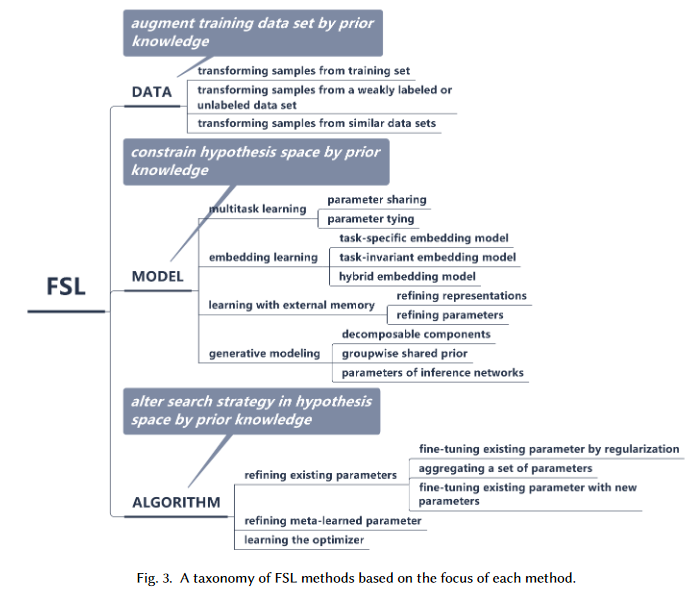 augment training data set by prior
knowledge
transforming samples from training set
DATA
transforming samples from a weakly labeled or
unlabeled data set
transforming samples from similar data sets
constrain hypothesis space by prior
knowledge
parameter sharing
multitask learning
parameter tying
task-specific embedding model
embedding learning
task-invariant embedding model
MODEL
hybrid embedding model
FSL
refining representations
learning with external memory
refining parameters
decomposable components
generative modeling
groupwise shared prior
parameters of inference networks
alter search strategy in hypothesis
space by prior knowledge
fine-tuning existing parameter by regularization
refining existing parameters
aggregating a set of parameters
fine-tuning existing parameter with new
parameters
ALGORITHM
refining meta-learned parameter
learning the optimizer
Fig. 3. A taxonomy of FSL methods based on the focus of each method.